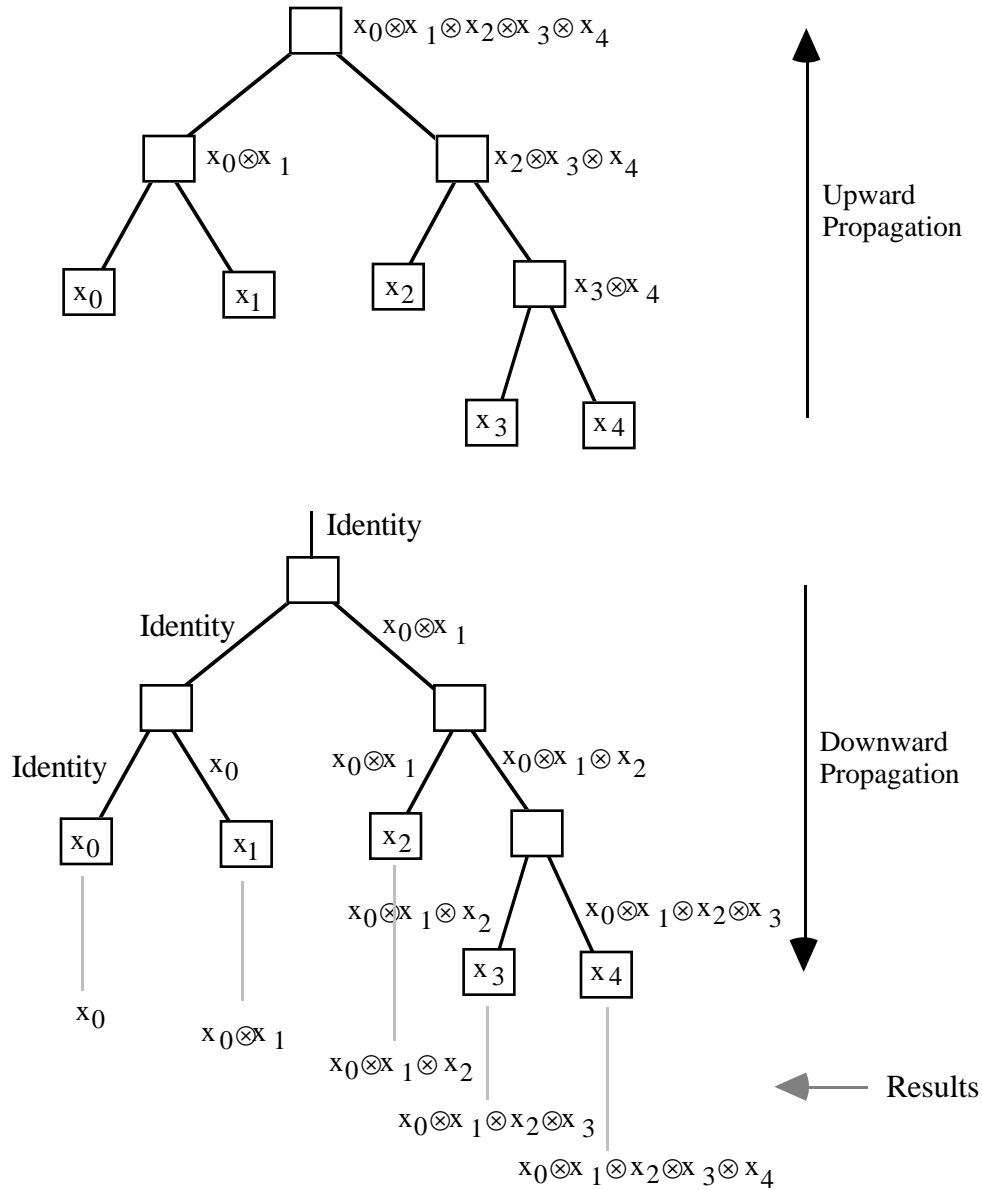 x0⊗x1⊗x2⊗x3⊗x4
x0⊗x1
x2⊗x3⊗x4
Upward
Propagation
x0
x1
x2
x3⊗x4
x3
x4
Identity
Identity
x0⊗x1
Identity
x0
x0⊗x1
x0⊗x1⊗x2
Downward
Propagation
x0
x1
x2
x0⊗x1⊗x2
x0⊗x1⊗x2⊗x3
x3
x4
x0
x0⊗x1
x0⊗x1⊗x2
Results
x0⊗x1⊗x2⊗x3
x0⊗x1⊗x2⊗x3⊗x4